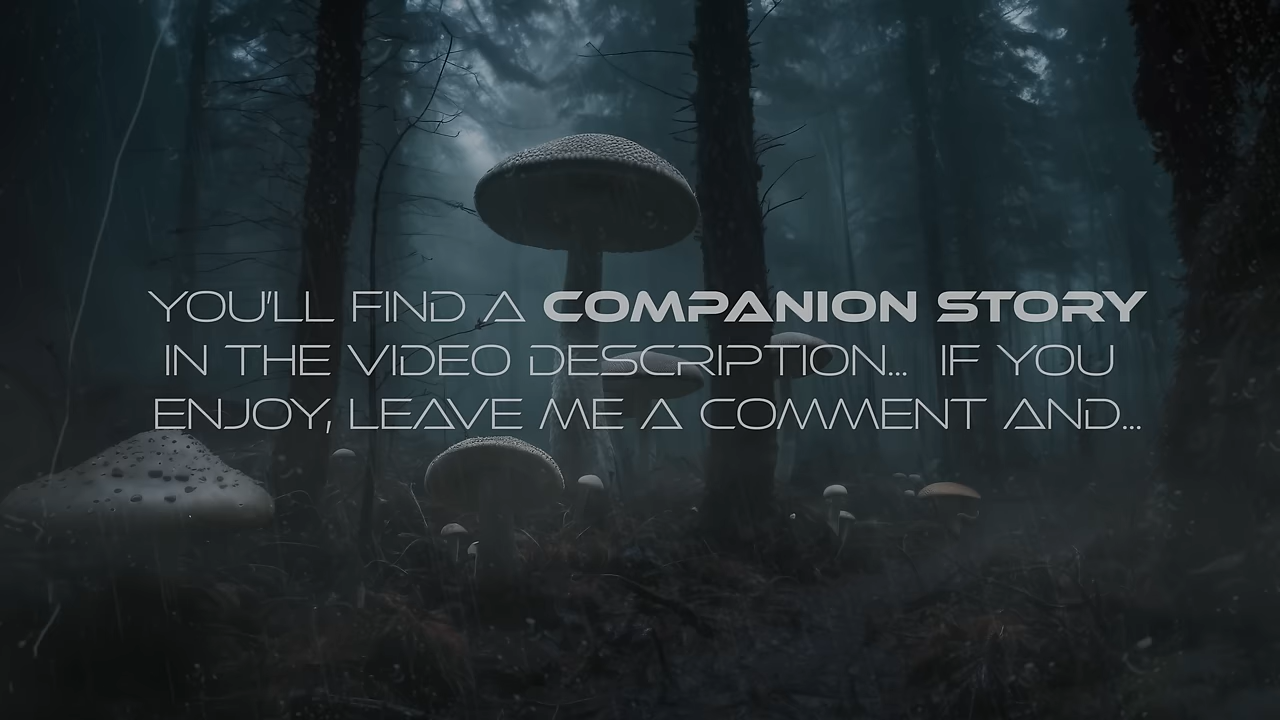 YOU'LL FIND A COMPANION STORY
IN THE VIDEO DESCRIPTION... IF YOU
ENJOY, LEAVE ME A COMMENT AND...